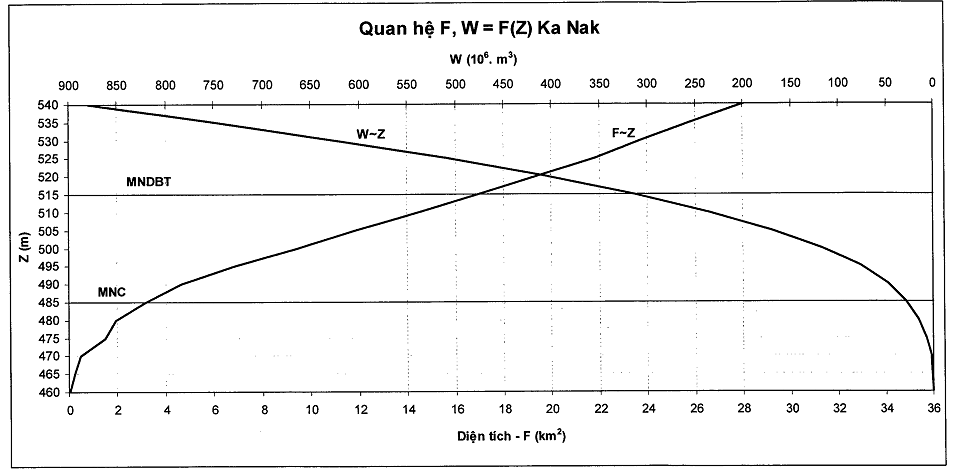 Quan hệ F, W = F(Z) Ka Nak
W (10⁶. m³)
900 850 800 750 700 650 600 550 500 450 400 350 300 250 200 150 100 50 0
540
535
W~Z F~Z
530
525
520
MNDBT
515
510
505
Z (m)
500
495
490
MNC
485
480
475
470
465
460
0 2 4 6 8 10 12 14 16 18 20 22 24 26 28 30 32 34 36
Diện tích - F (km²)